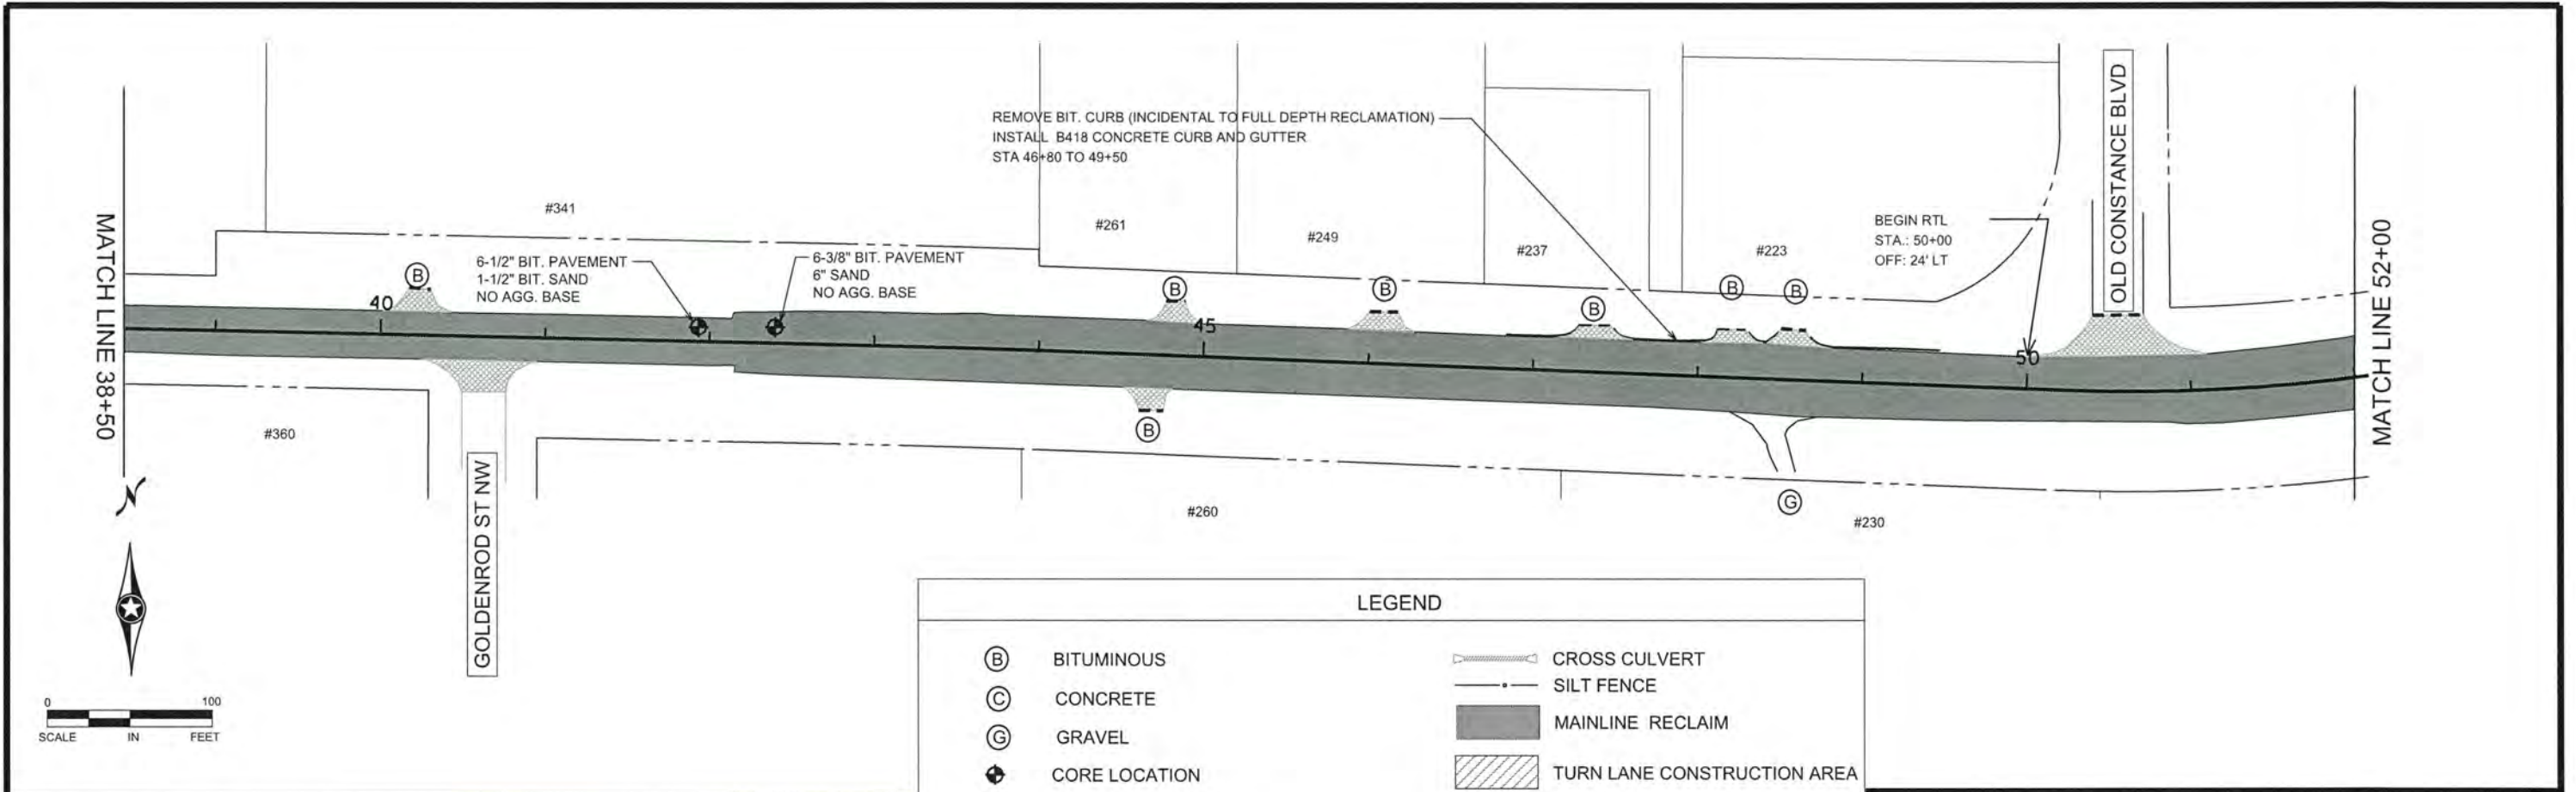 REMOVE BIT. CURB (INCIDENTAL TO FULL DEPTH RECLAMATION)
INSTALL B418 CONCRETE CURB AND GUTTER
STA 46+80 TO 49+50
OLD CONSTANCE BLVD
BEGIN RTL
STA.: 50+00
OFF: 24' LT
#341
#261
#249
#237
#223
MATCH LINE 38+50
MATCH LINE 52+00
6-1/2" BIT. PAVEMENT
1-1/2" BIT. SAND
NO AGG. BASE
6-3/8" BIT. PAVEMENT
6" SAND
NO AGG. BASE
B
B
B
B
B
B
40
45
50
B
G
#360
#260
#230
GOLDENROD ST NW
N
0 100
SCALE IN FEET
LEGEND
B BITUMINOUS
C CONCRETE
G GRAVEL
CORE LOCATION
CROSS CULVERT
SILT FENCE
MAINLINE RECLAIM
TURN LANE CONSTRUCTION AREA